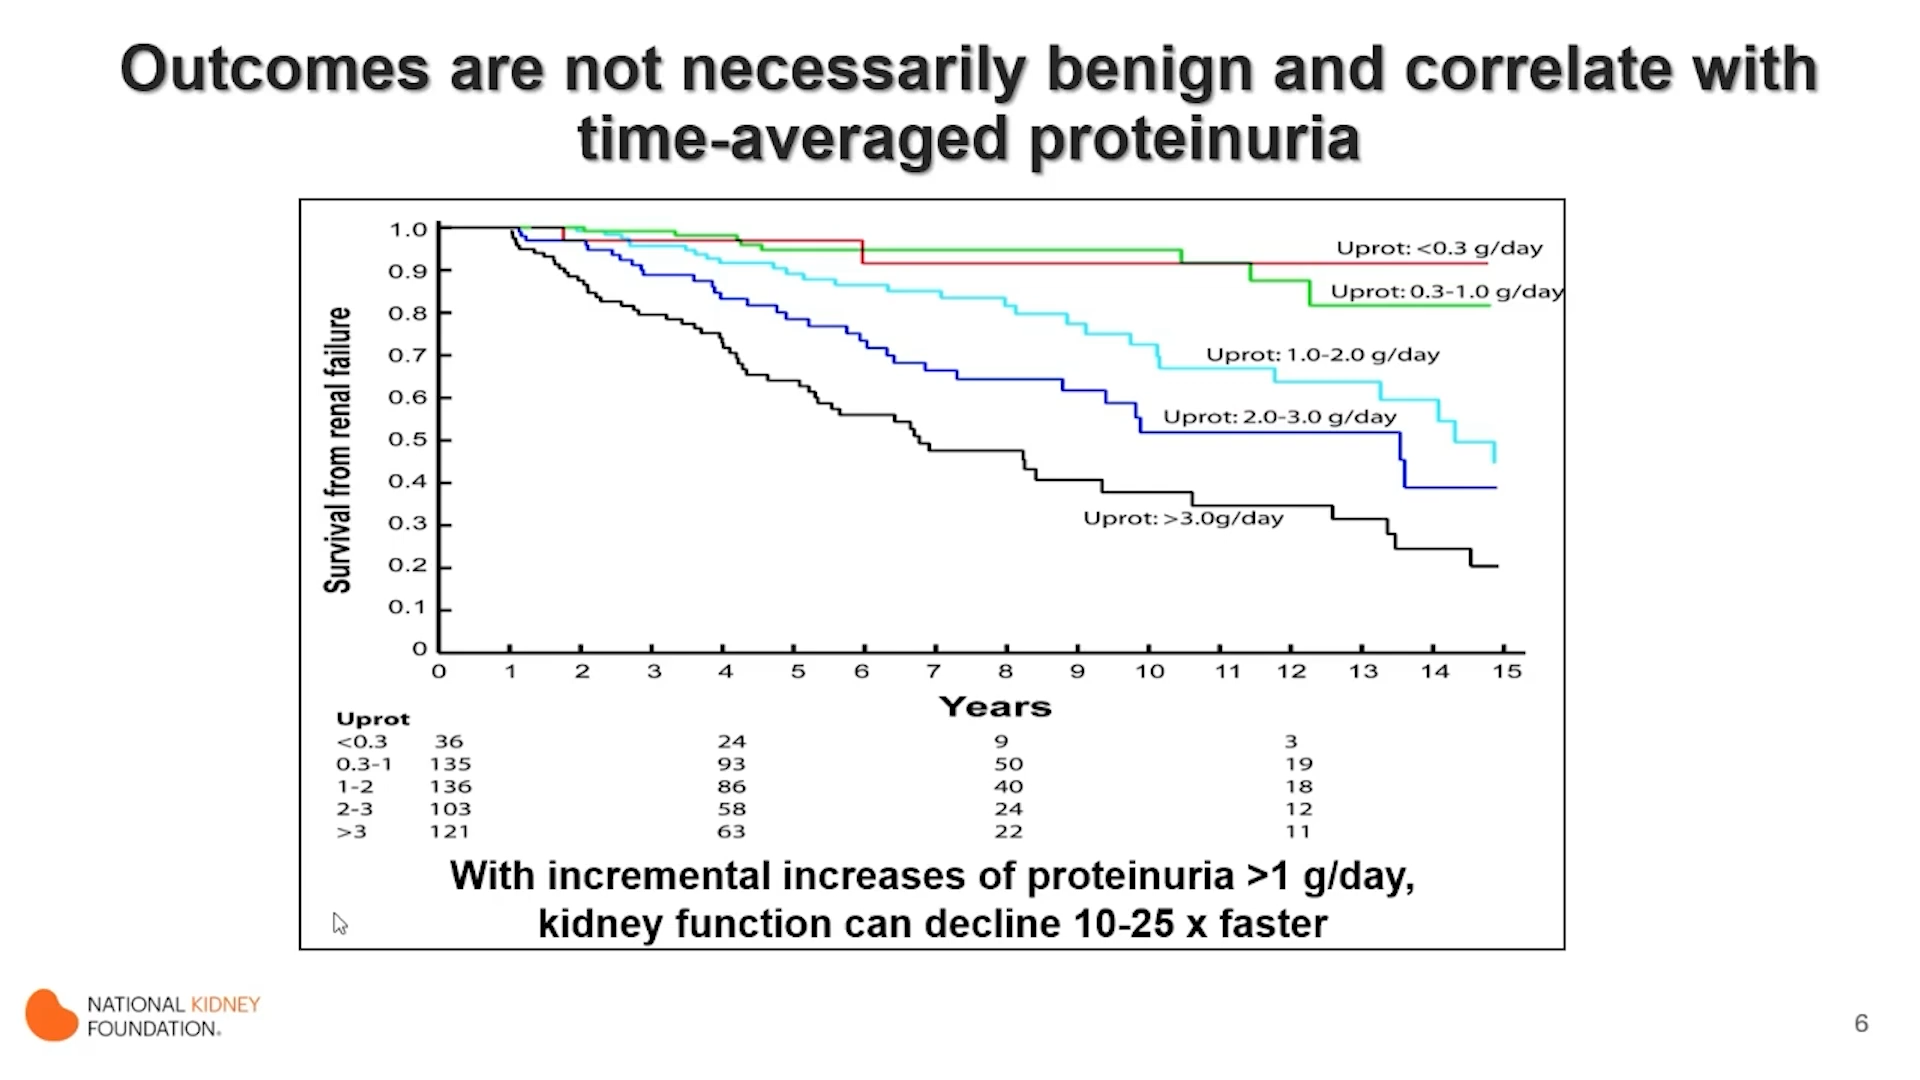 Outcomes are not necessarily benign and correlate with
time-averaged proteinuria
Survival from renal failure
1.0
0.9
0.8
0.7
0.6
0.5
0.4
0.3
0.2
0.1
0
Uprot: <0.3 g/day
Uprot: 0.3-1.0 g/day
Uprot: 1.0-2.0 g/day
Uprot: 2.0-3.0 g/day
Uprot: >3.0g/day
0 1 2 3 4 5 6 7 8 9 10 11 12 13 14 15
Years
Uprot
<0.3 36 24 9 3
0.3-1 135 93 50 19
1-2 136 86 40 18
2-3 103 58 24 12
>3 121 63 22 11
With incremental increases of proteinuria >1 g/day,
kidney function can decline 10-25 x faster
NATIONAL KIDNEY
FOUNDATION.
6